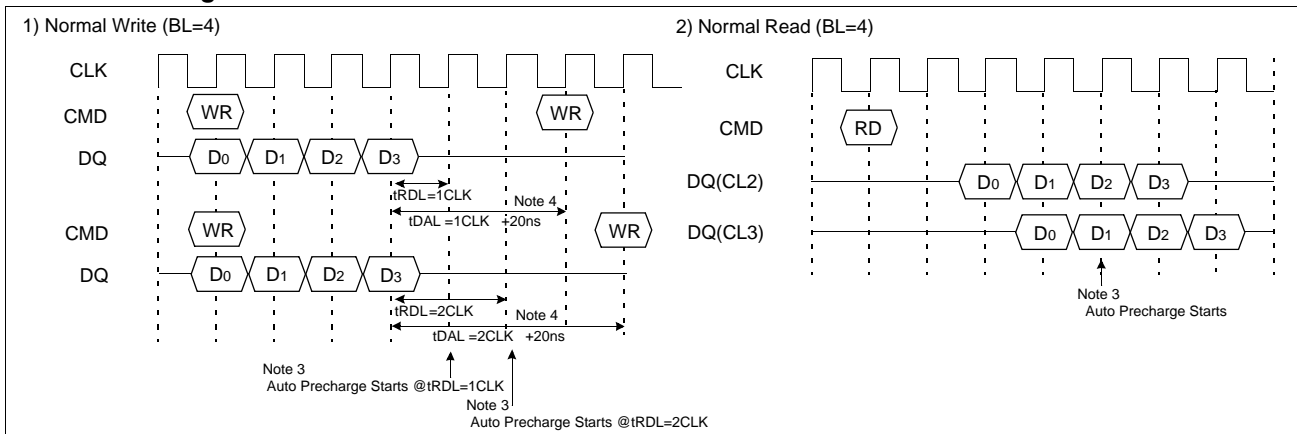 1) Normal Write (BL=4)
CLK
CMD
WR
WR
DQ
D0 D1 D2 D3
tRDL=1CLK
Note 4
tDAL =1CLK +20ns
CMD
WR
WR
DQ
D0 D1 D2 D3
tRDL=2CLK
Note 4
tDAL =2CLK +20ns
Note 3
Auto Precharge Starts @tRDL=1CLK
Note 3
Auto Precharge Starts @tRDL=2CLK
2) Normal Read (BL=4)
CLK
CMD
RD
DQ(CL2)
D0 D1 D2 D3
DQ(CL3)
D0 D1 D2 D3
Note 3
Auto Precharge Starts